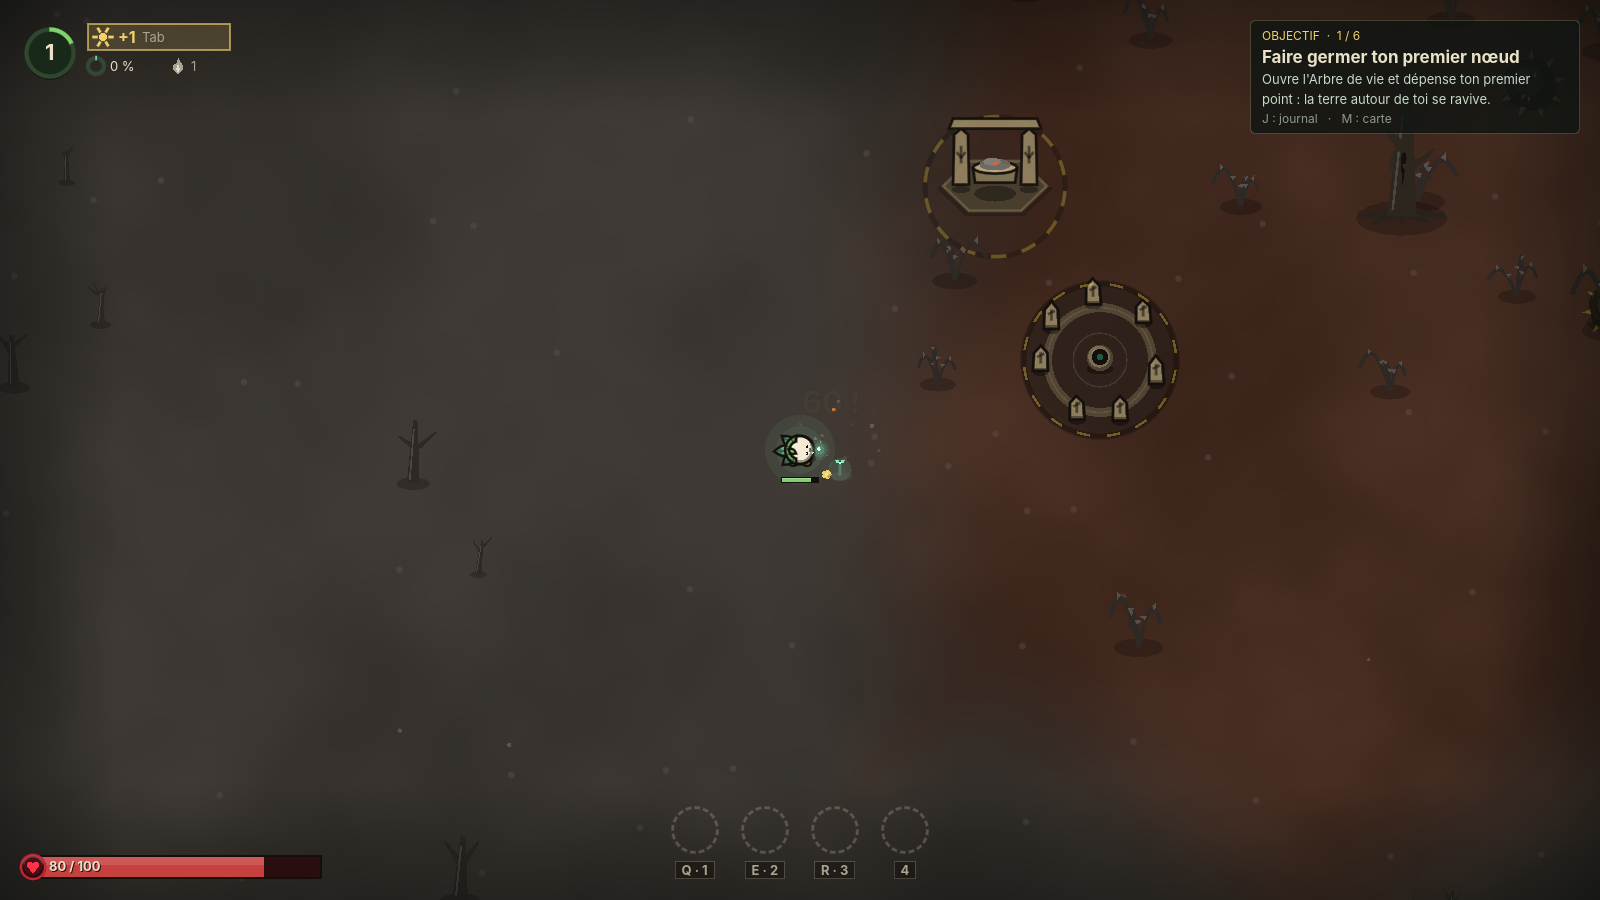 1
+1 Tab
0 %
1
OBJECTIF · 1 / 6
Faire germer ton premier nœud
Ouvre l'Arbre de vie et dépense ton premier
point : la terre autour de toi se ravive.
J : journal · M : carte
80 / 100
Q · 1
E · 2
R · 3
4